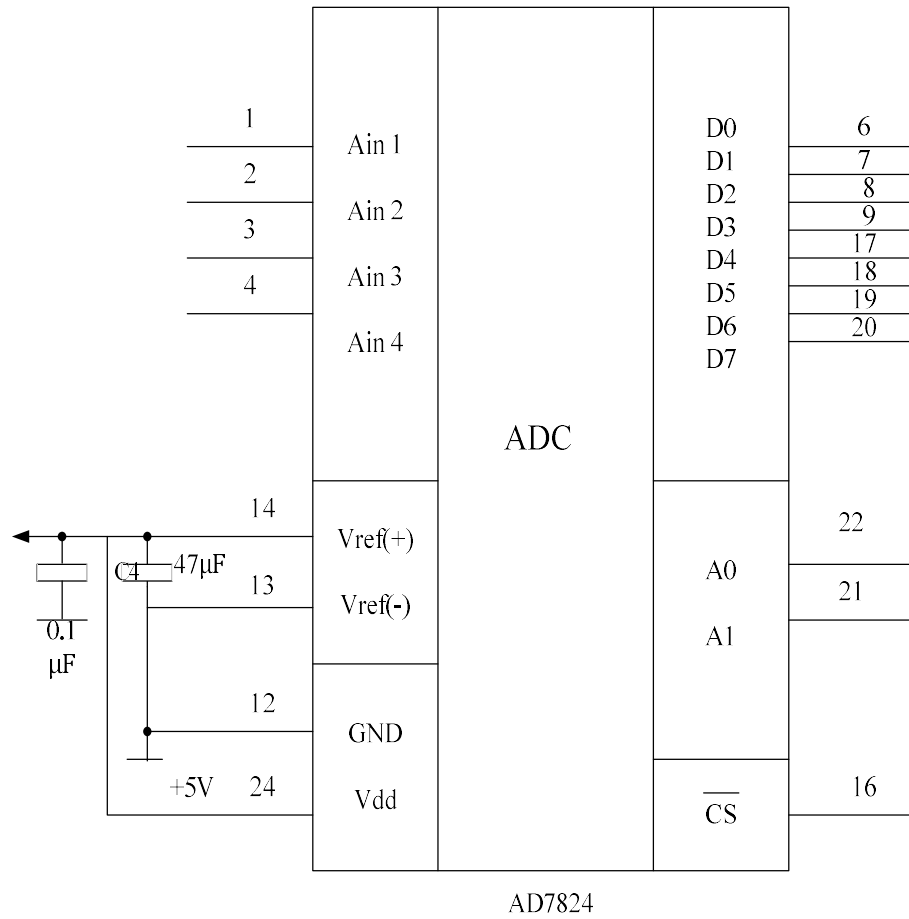 1
2
3
4
Ain 1
Ain 2
Ain 3
Ain 4
ADC
D0
D1
D2
D3
D4
D5
D6
D7
6
7
8
9
17
18
19
20
14
13
Vref(+)
Vref(-)
C4
47µF
0.1
µF
A0
A1
22
21
12
+5V 24
GND
Vdd
CS
16
AD7824